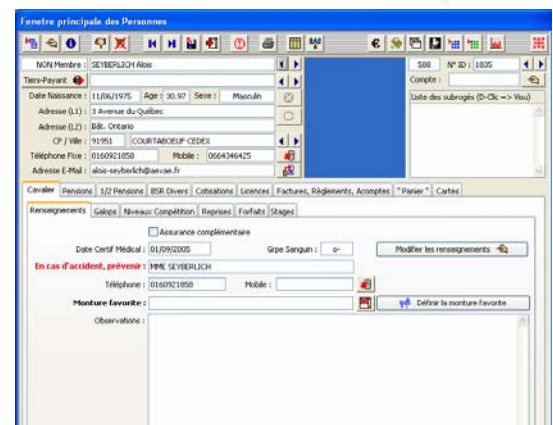 Fenetre principale des Personnes
NON Membre : SEYBERLICH Alois 500 N° ID : 1035
Tiers-Payant Compte :
Date Naissance : 11/06/1975 Age : 30.97 Sexe : Masculin Liste des subrogés (D-Clic => Visu)
Adresse (L1) : 3 Avenue du Québec
Adresse (L2) : Bât. Ontario
CP / Ville : 91951 COURTABOEUF CEDEX
Téléphone Fixe : 0160921850 Mobile : 0664346425
Adresse E-Mail : alois-seyberlich@aevae.fr
Cavalier Pensions 1/2 Pensions BSR Divers Cotisations Licences Factures, Règlements, Acomptes "Panier" Cartes
Renseignements Galops Niveaux Compétition Reprises Forfaits Stages
Assurance complémentaire
Date Certif Médical : 01/09/2005 Grpe Sanguin : o- Modifier les renseignements
En cas d'accident, prévenir : MME SEYBERLICH
Téléphone : 0160921858 Mobile :
Monture favorite : Définir la monture favorite
Observations :